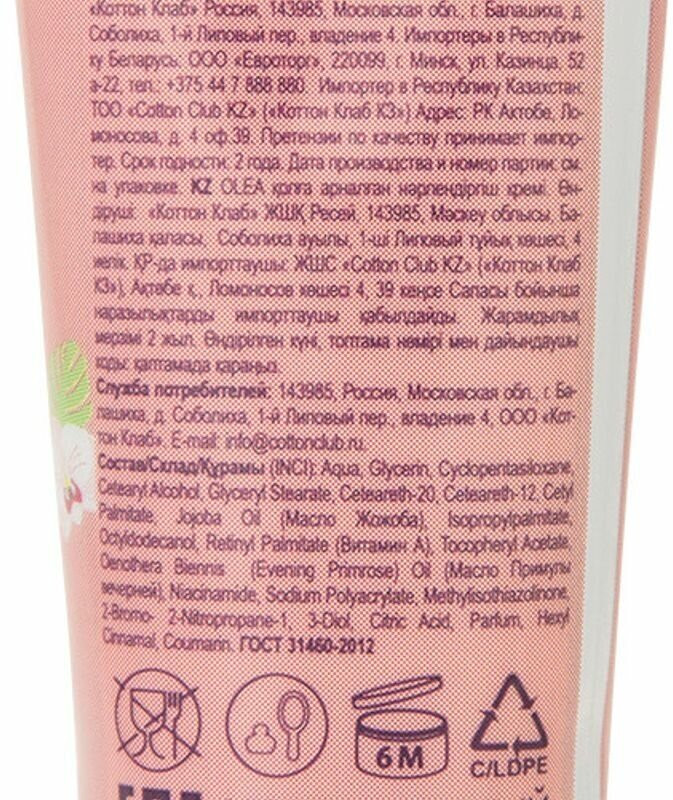 «Коттон Клаб» Россия, 143985, Московская обл., г. Балашиха, д.
Соболиха, 1-й Липовый пер., владение 4. Импортеры в Республи-
ку Беларусь: ООО «Евроторг», 220099, г. Минск, ул. Казинца, 52
а-22, тел.: +375 44 7 888 880. Импортер в Республику Казахстан:
ТОО «Cotton Club KZ» («Коттон Клаб КЗ») Адрес: РК Актобе, Ло-
моносова, д. 4 оф.39. Претензии по качеству принимает импор-
тер. Срок годности: 2 года. Дата производства и номер партии: см.
на упаковке. KZ OLEA қолға арналған нәрлендіргіш кремі. Өн-
діруші: «Коттон Клаб» ЖШҚ Ресей, 143985, Мәскеу облысы, Ба-
лашиха қаласы, Соболиха ауылы, 1-ші Липовый тұйық көшесі, 4
иелік. ҚР-да импорттаушы: ЖШС «Cotton Club KZ» («Коттон Клаб
КЗ»), Ақтөбе қ., Ломоносов көшесі 4, 39 кеңсе Сапасы бойынша
наразылықтарды импорттаушы қабылдайды. Жарамдылық
мерзімі 2 жыл. Өндірілген күні, топтама немірі мен дайындаушы
коды: қаптамада қараңыз.
Служба потребителей: 143985, Россия, Московская обл., г. Ба-
лашиха, д. Соболиха, 1-й Липовый пер., владение 4, ООО «Кот-
тон Клаб». E-mail: info@cottonclub.ru.
Состав/Склад/Құрамы (INCI): Aqua, Glycerin, Cyclopentasiloxane,
Cetearyl Alcohol, Glyceryl Stearate, Ceteareth-20, Ceteareth-12, Cetyl
Palmitate, Jojoba Oil (Масло Жожоба), Isopropylpalmitate,
Octyldodecanol, Retinyl Palmitate (Витамин А), Tocopheryl Acetate,
Oenothera Biennis (Evening Primrose) Oil (Масло Примулы
вечерней), Niacinamide, Sodium Polyacrylate, Methylisothiazolinone,
2-Bromo- 2-Nitropropane-1, 3-Diol, Citric Acid, Parfum, Hexyl
Cinnamal, Coumarin. ГОСТ 31460-2012
6 M
C/LDPE